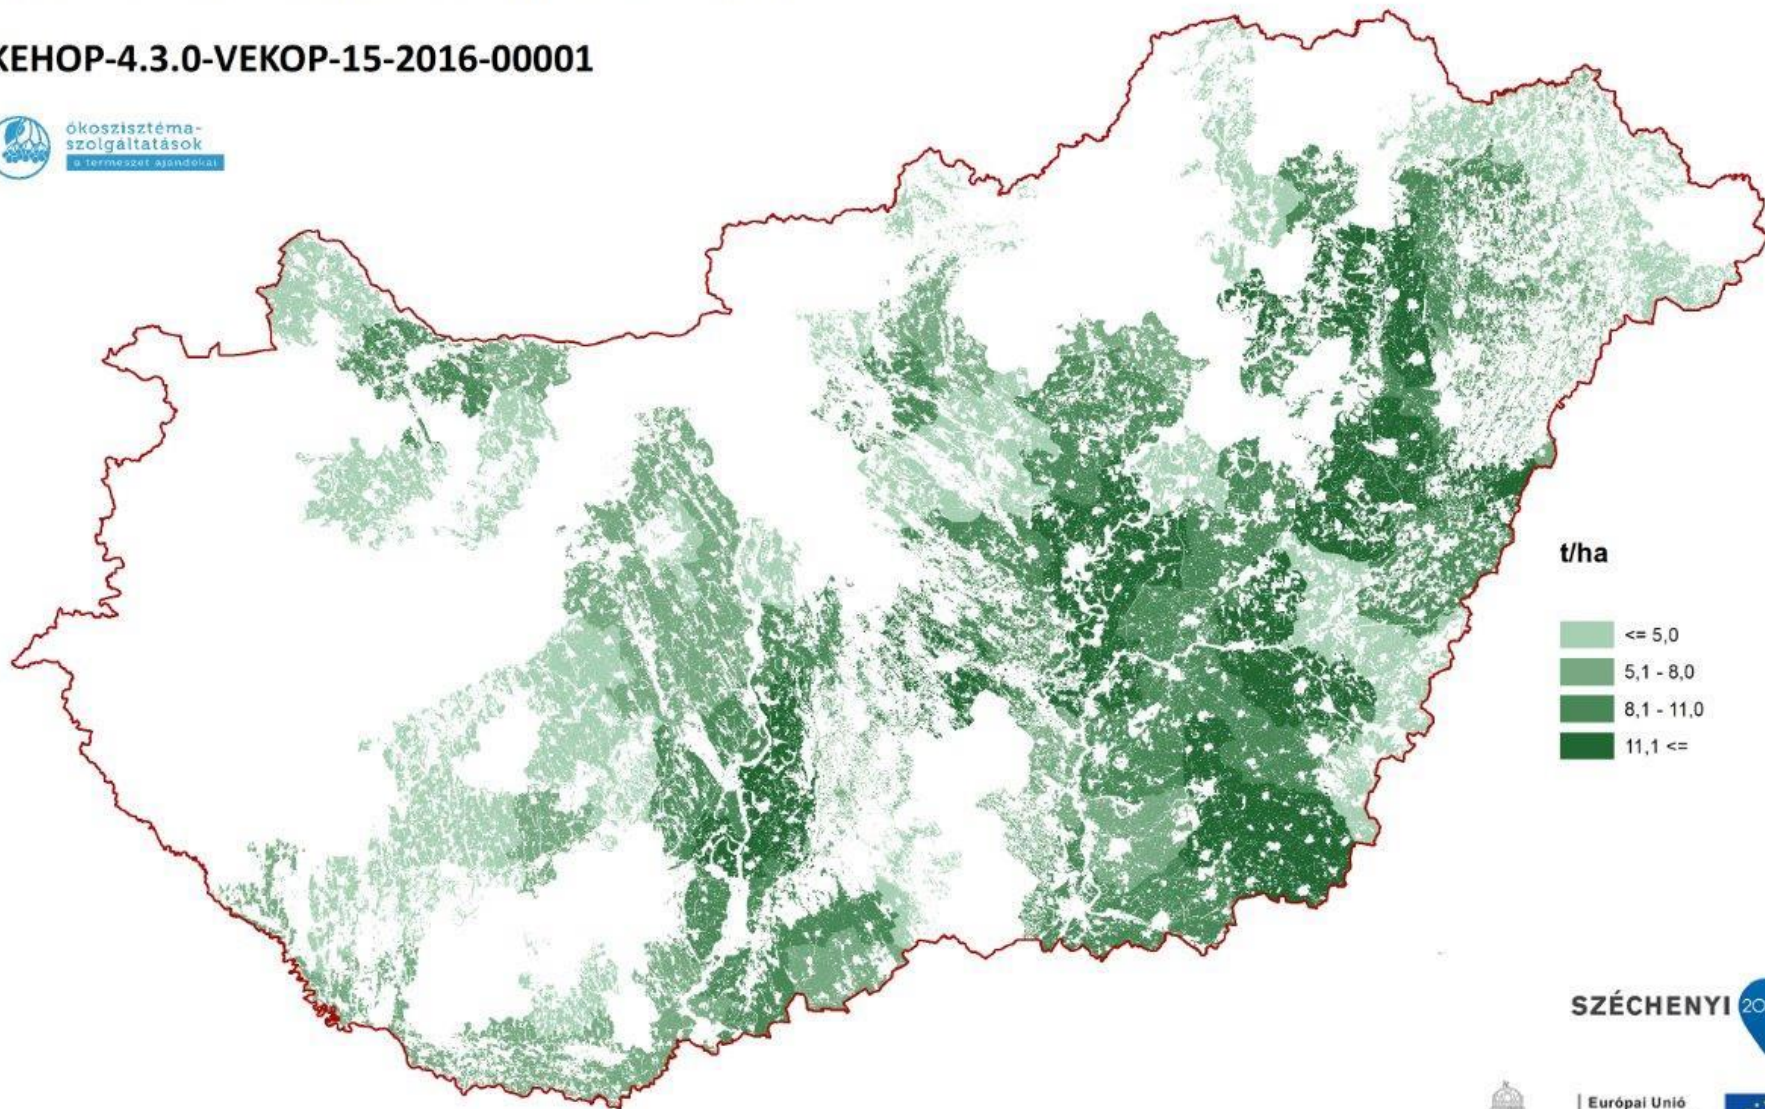 KEHOP-4.3.0-VEKOP-15-2016-00001
ökoszisztéma-
szolgáltatások
a természet ajándékai
t/ha
<= 5,0
5,1 - 8,0
8,1 - 11,0
11,1 <=
SZÉCHENYI 20
Európai Unió